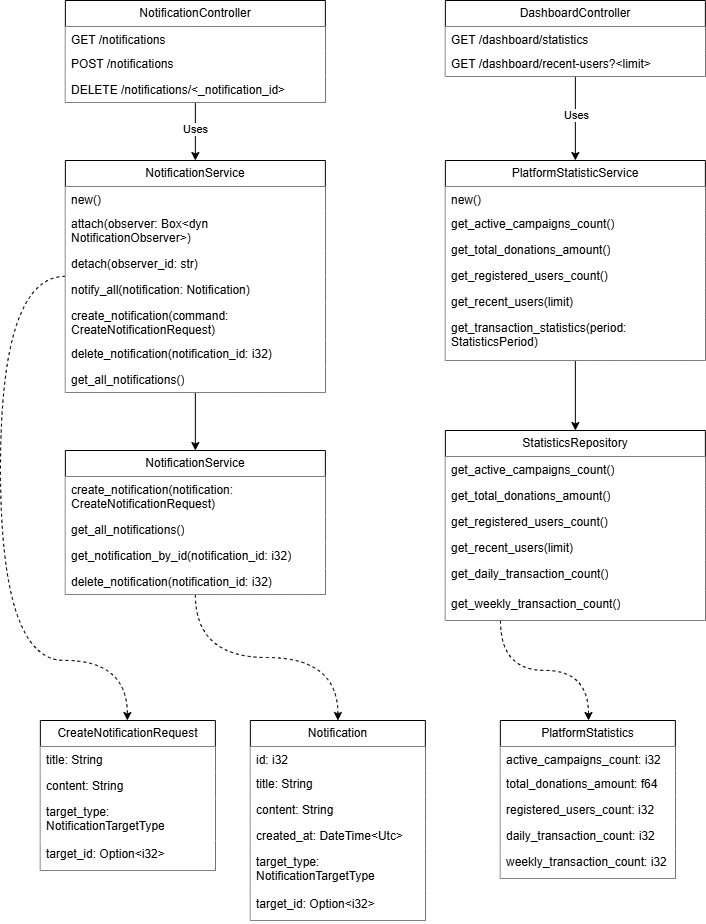 NotificationController
GET /notifications
POST /notifications
DELETE /notifications/<_notification_id>
Uses
NotificationService
new()
attach(observer: Box<dyn
NotificationObserver>)
detach(observer_id: str)
notify_all(notification: Notification)
create_notification(command:
CreateNotificationRequest)
delete_notification(notification_id: i32)
get_all_notifications()
NotificationService
create_notification(notification:
CreateNotificationRequest)
get_all_notifications()
get_notification_by_id(notification_id: i32)
delete_notification(notification_id: i32)
CreateNotificationRequest
title: String
content: String
target_type:
NotificationTargetType
target_id: Option<i32>
Notification
id: i32
title: String
content: String
created_at: DateTime<Utc>
target_type:
NotificationTargetType
target_id: Option<i32>
DashboardController
GET /dashboard/statistics
GET /dashboard/recent-users?<limit>
Uses
PlatformStatisticService
new()
get_active_campaigns_count()
get_total_donations_amount()
get_registered_users_count()
get_recent_users(limit)
get_transaction_statistics(period:
StatisticsPeriod)
StatisticsRepository
get_active_campaigns_count()
get_total_donations_amount()
get_registered_users_count()
get_recent_users(limit)
get_daily_transaction_count()
get_weekly_transaction_count()
PlatformStatistics
active_campaigns_count: i32
total_donations_amount: f64
registered_users_count: i32
daily_transaction_count: i32
weekly_transaction_count: i32